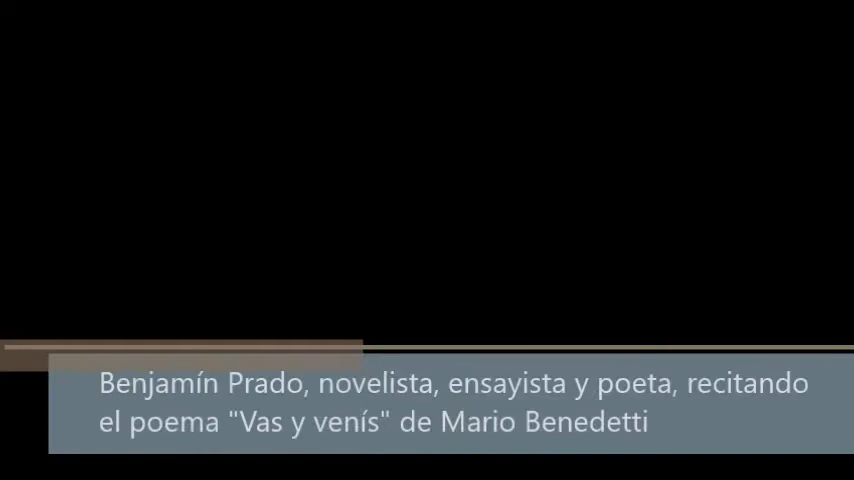 Benjamín Prado, novelista, ensayista y poeta, recitando
el poema "Vas y venís" de Mario Benedetti